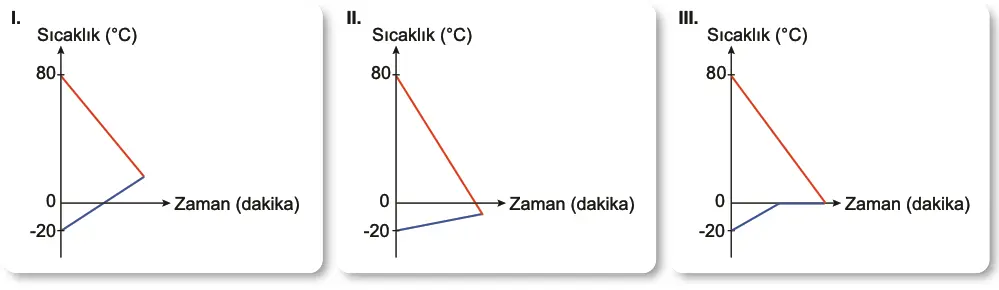 I.
Sıcaklık (°C)
80
0
-20
Zaman (dakika)
II.
Sıcaklık (°C)
80
0
-20
Zaman (dakika)
III.
Sıcaklık (°C)
80
0
-20
Zaman (dakika)